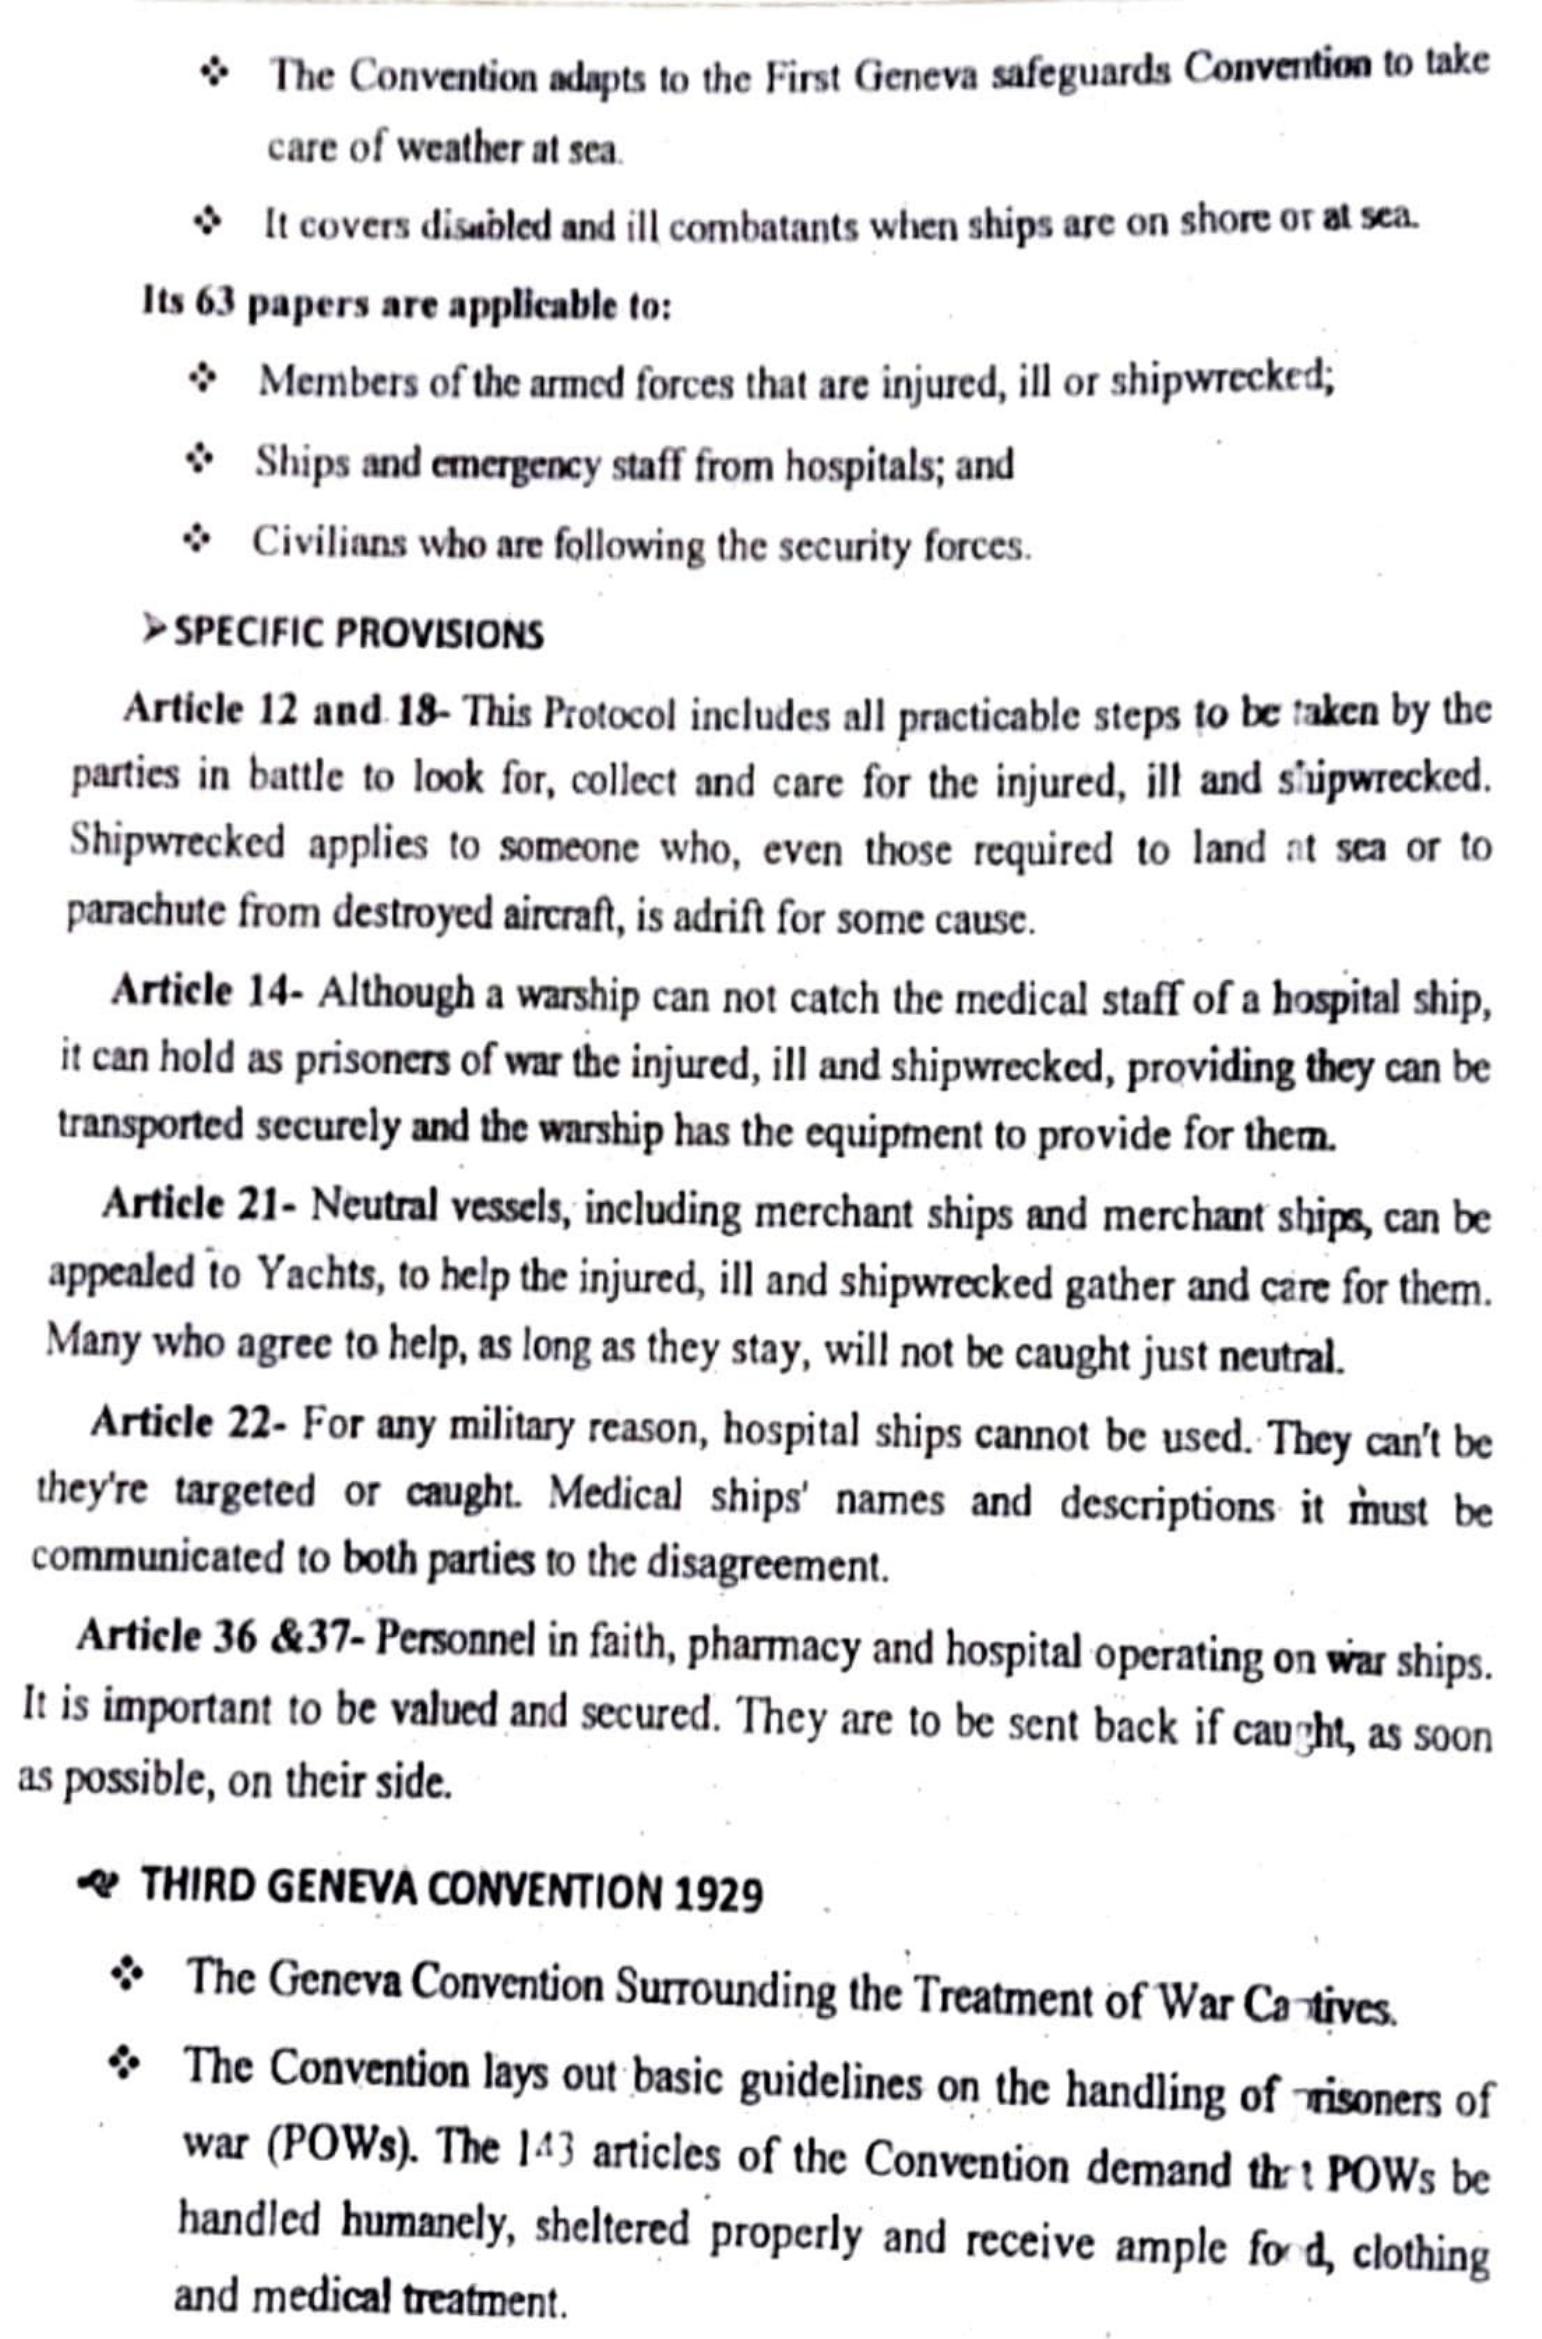 The Convention adapts to the First Geneva safeguards Convention to take
care of weather at sea.
It covers disabled and ill combatants when ships are on shore or at sea.
Its 63 papers are applicable to:
Members of the armed forces that are injured, ill or shipwrecked;
Ships and emergency staff from hospitals; and
Civilians who are following the security forces.
SPECIFIC PROVISIONS
Article 12 and 18- This Protocol includes all practicable steps to be taken by the
parties in battle to look for, collect and care for the injured, ill and shipwrecked.
Shipwrecked applies to someone who, even those required to land at sea or to
parachute from destroyed aircraft, is adrift for some cause.
Article 14- Although a warship can not catch the medical staff of a hospital ship,
it can hold as prisoners of war the injured, ill and shipwrecked, providing they can be
transported securely and the warship has the equipment to provide for them.
Article 21- Neutral vessels, including merchant ships and merchant ships, can be
appealed to Yachts, to help the injured, ill and shipwrecked gather and care for them.
Many who agree to help, as long as they stay, will not be caught just neutral.
Article 22- For any military reason, hospital ships cannot be used. They can't be
they're targeted or caught. Medical ships' names and descriptions it must be
communicated to both parties to the disagreement.
Article 36 &37- Personnel in faith, pharmacy and hospital operating on war ships.
It is important to be valued and secured. They are to be sent back if caught, as soon
as possible, on their side.
THIRD GENEVA CONVENTION 1929
The Geneva Convention Surrounding the Treatment of War Captives.
The Convention lays out basic guidelines on the handling of prisoners of
war (POWs). The 143 articles of the Convention demand that POWs be
handled humanely, sheltered properly and receive ample food, clothing
and medical treatment.